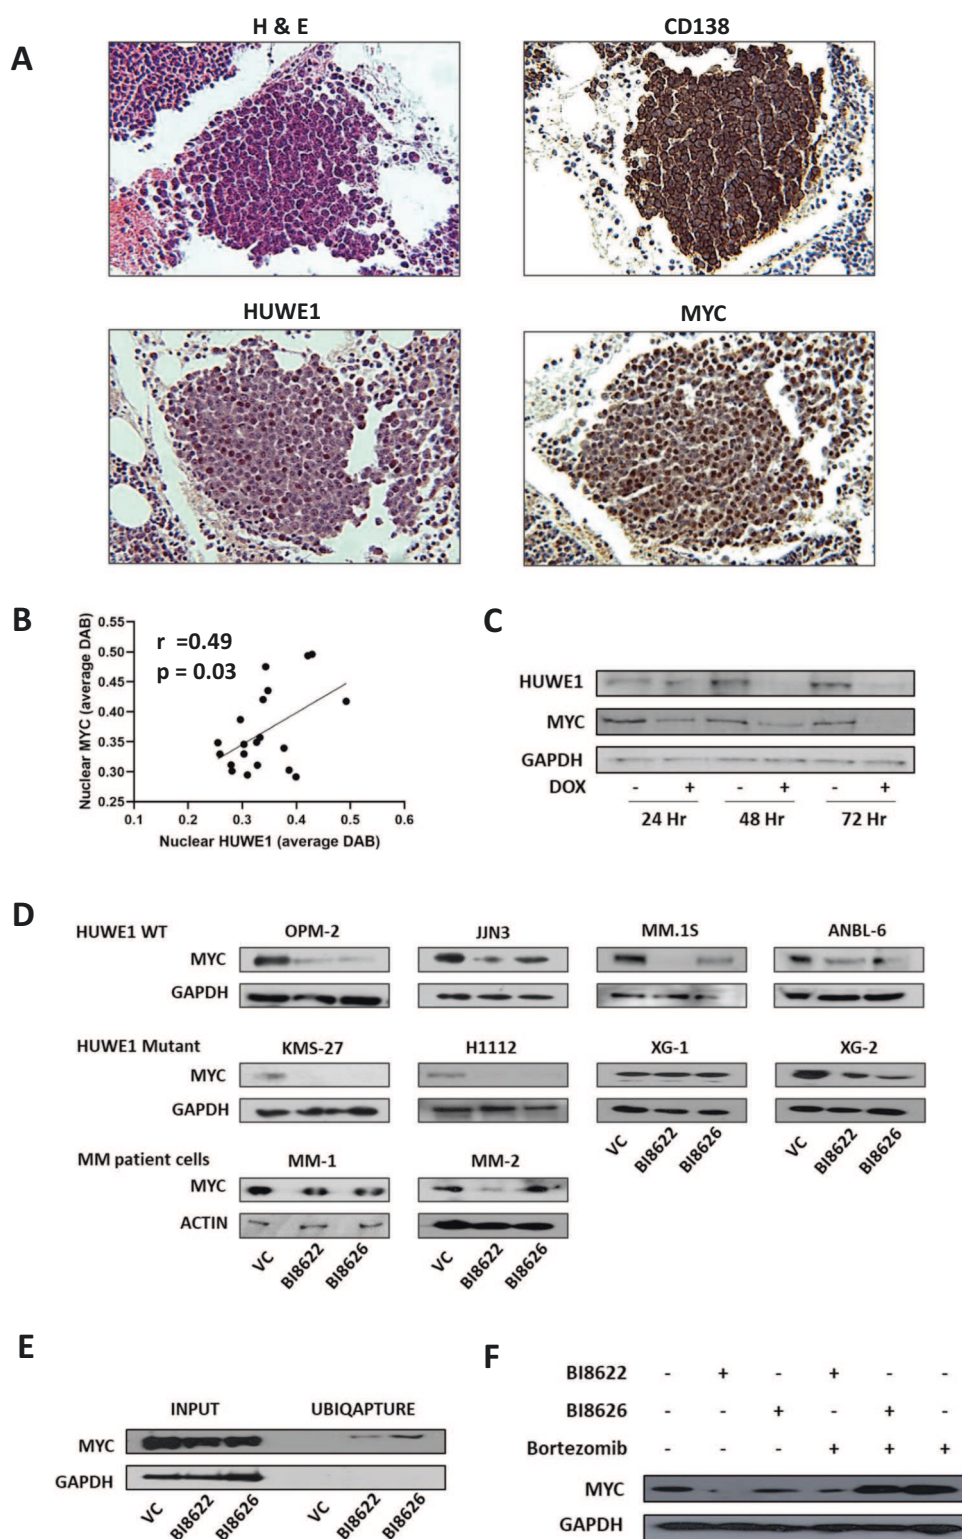 A
H & E
CD138
HUWE1
MYC
B
Nuclear MYC (average DAB)
0.55
0.50
0.45
0.40
0.35
0.30
0.25
r =0.49
p = 0.03
0.1 0.2 0.3 0.4 0.5 0.6
Nuclear HUWE1 (average DAB)
C
HUWE1
MYC
GAPDH
DOX - + - + - +
24 Hr 48 Hr 72 Hr
D
HUWE1 WT OPM-2 JJN3 MM.1S ANBL-6
MYC
GAPDH
HUWE1 Mutant KMS-27 H1112 XG-1 XG-2
MYC
GAPDH
VC BI8622 BI8626 VC BI8622 BI8626
MM patient cells MM-1 MM-2
MYC
ACTIN
VC BI8622 BI8626 VC BI8622 BI8626
E
INPUT UBIQAPTURE
MYC
GAPDH
VC BI8622 BI8626 VC BI8622 BI8626
F
BI8622 - + - + - -
BI8626 - - + - + -
Bortezomib - - - + + +
MYC
GAPDH